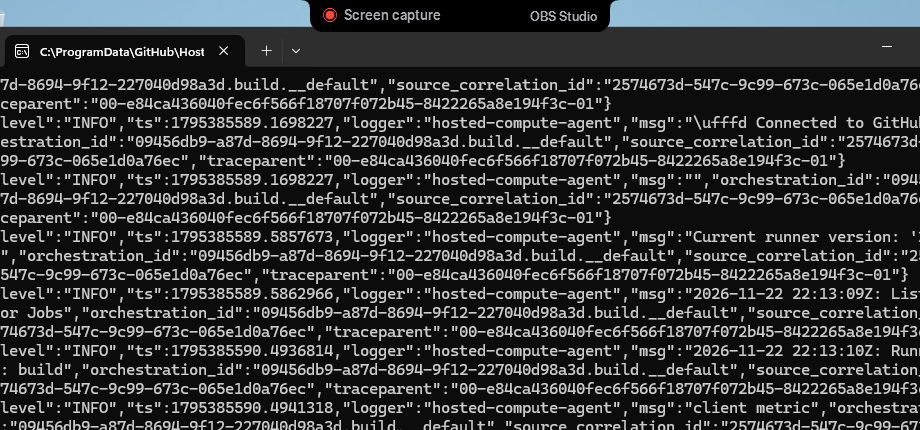 Screen capture OBS Studio
C:\ProgramData\GitHub\Host
7d-8694-9f12-227040d98a3d.build.__default","source_correlation_id":"2574673d-547c-9c99-673c-065e1d0a76e
ceparent":"00-e84ca436040fec6f566f18707f072b45-8422265a8e194f3c-01"}
level":"INFO","ts":1795385589.1698227,"logger":"hosted-compute-agent","msg":"\ufffd Connected to GitHu
estration_id":"09456db9-a87d-8694-9f12-227040d98a3d.build.__default","source_correlation_id":"2574673d-
99-673c-065e1d0a76ec","traceparent":"00-e84ca436040fec6f566f18707f072b45-8422265a8e194f3c-01"}
level":"INFO","ts":1795385589.1698227,"logger":"hosted-compute-agent","msg":"","orchestration_id":"0945
7d-8694-9f12-227040d98a3d.build.__default","source_correlation_id":"2574673d-547c-9c99-673c-065e1d0a76e
ceparent":"00-e84ca436040fec6f566f18707f072b45-8422265a8e194f3c-01"}
level":"INFO","ts":1795385589.5857673,"logger":"hosted-compute-agent","msg":"Current runner version: '
","orchestration_id":"09456db9-a87d-8694-9f12-227040d98a3d.build.__default","source_correlation_id":"25
547c-9c99-673c-065e1d0a76ec","traceparent":"00-e84ca436040fec6f566f18707f072b45-8422265a8e194f3c-01"}
level":"INFO","ts":1795385589.5862966,"logger":"hosted-compute-agent","msg":"2026-11-22 22:13:09Z: Lis
or Jobs","orchestration_id":"09456db9-a87d-8694-9f12-227040d98a3d.build.__default","source_correlation_
74673d-547c-9c99-673c-065e1d0a76ec","traceparent":"00-e84ca436040fec6f566f18707f072b45-8422265a8e194f3
level":"INFO","ts":1795385590.4936814,"logger":"hosted-compute-agent","msg":"2026-11-22 22:13:10Z: Run
: build","orchestration_id":"09456db9-a87d-8694-9f12-227040d98a3d.build.__default","source_correlation_
74673d-547c-9c99-673c-065e1d0a76ec","traceparent":"00-e84ca436040fec6f566f18707f072b45-8422265a8e194f3
level":"INFO","ts":1795385590.4941318,"logger":"hosted-compute-agent","msg":"client metric","orchestra
:"09456db9-a87d-8694-9f12-227040d98a3d.build.__default","source_correlation_id":"2574673d-547c-9c99-67